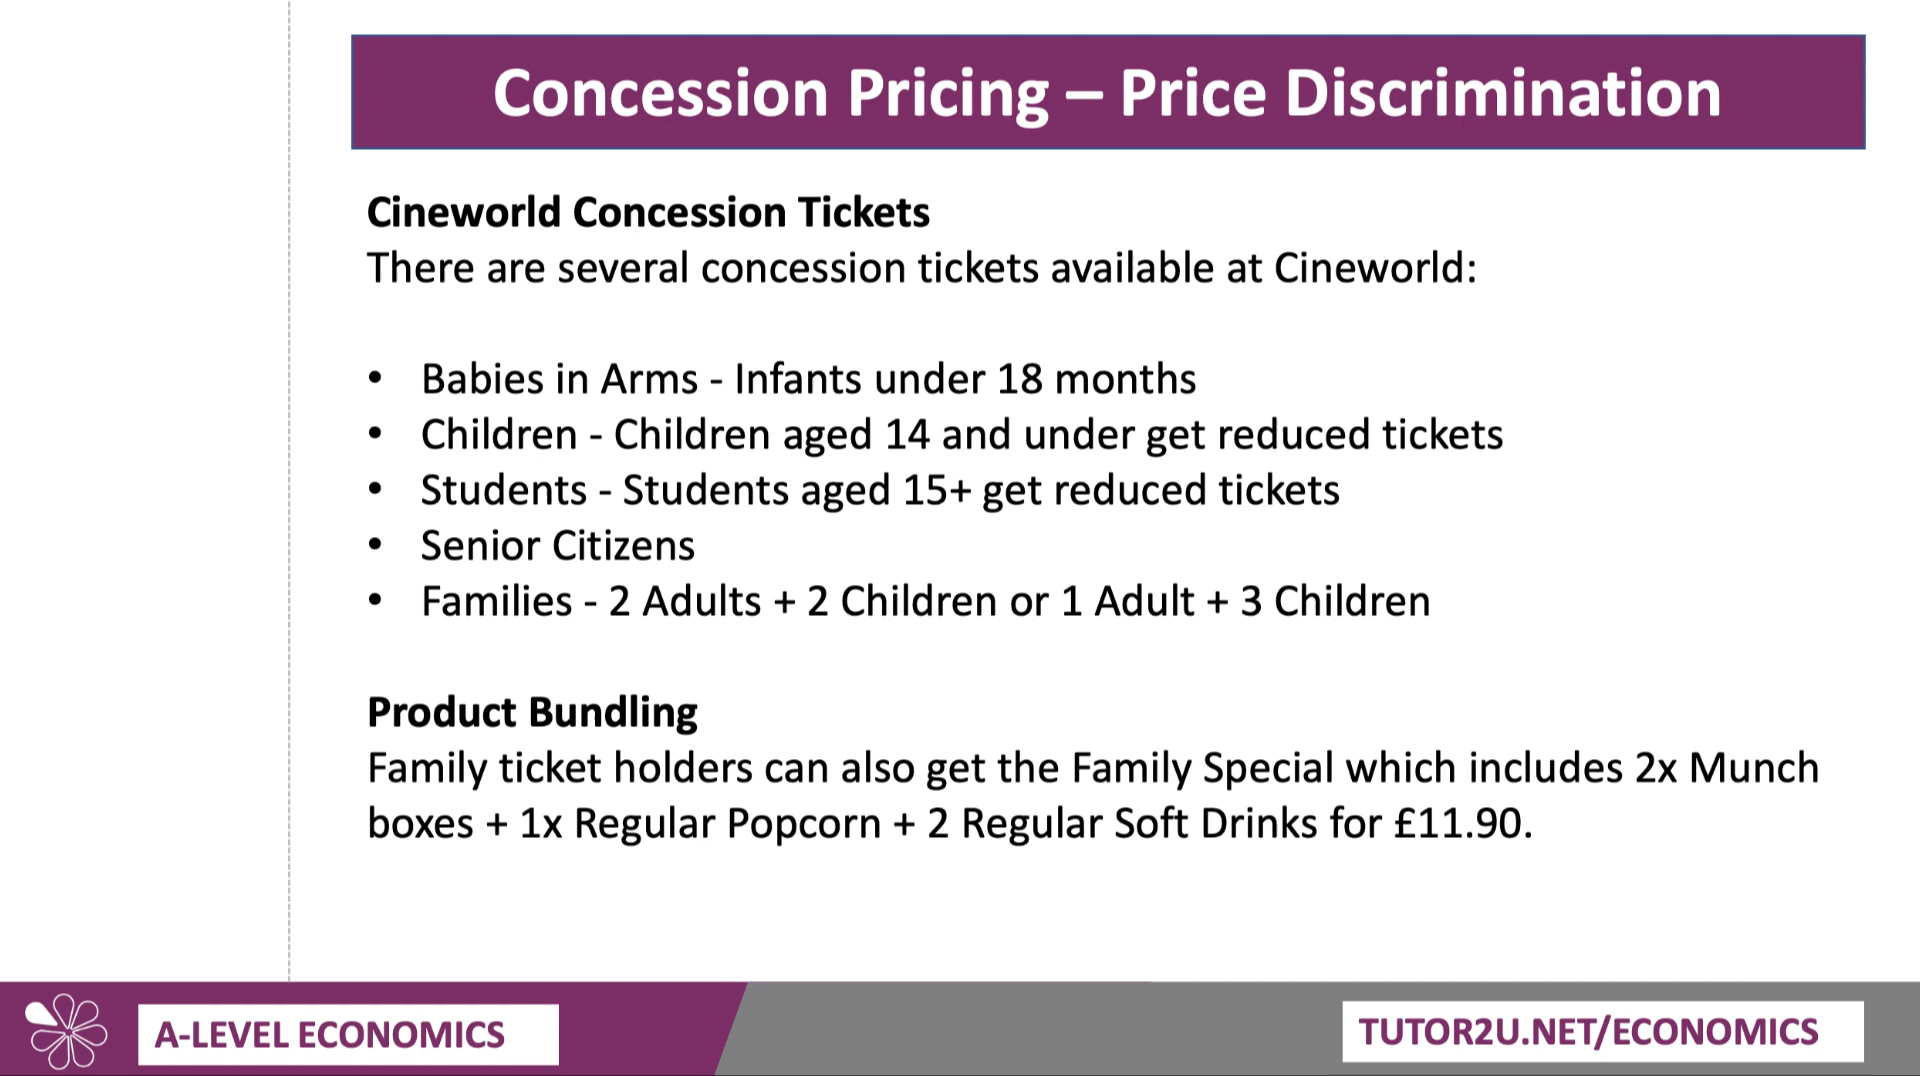 Concession Pricing – Price Discrimination
Cineworld Concession Tickets
There are several concession tickets available at Cineworld:
• Babies in Arms - Infants under 18 months
• Children - Children aged 14 and under get reduced tickets
• Students - Students aged 15+ get reduced tickets
• Senior Citizens
• Families - 2 Adults + 2 Children or 1 Adult + 3 Children
Product Bundling
Family ticket holders can also get the Family Special which includes 2x Munch
boxes + 1x Regular Popcorn + 2 Regular Soft Drinks for £11.90.
A-LEVEL ECONOMICS
TUTOR2U.NET/ECONOMICS